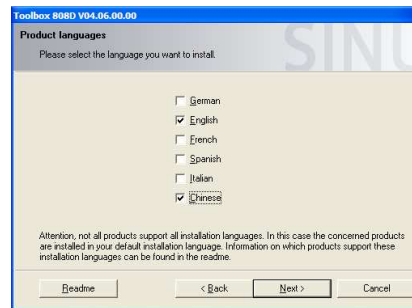 Toolbox 808D V04.06.00.00
Product languages
Please select the language you want to install.
SINU
German
English
French
Spanish
Italian
Chinese
Attention, not all products support all installation languages. In this case the concerned products
are installed in your default installation language. Information on which products support these
installation languages can be found in the readme.
Readme
< Back
Next >
Cancel